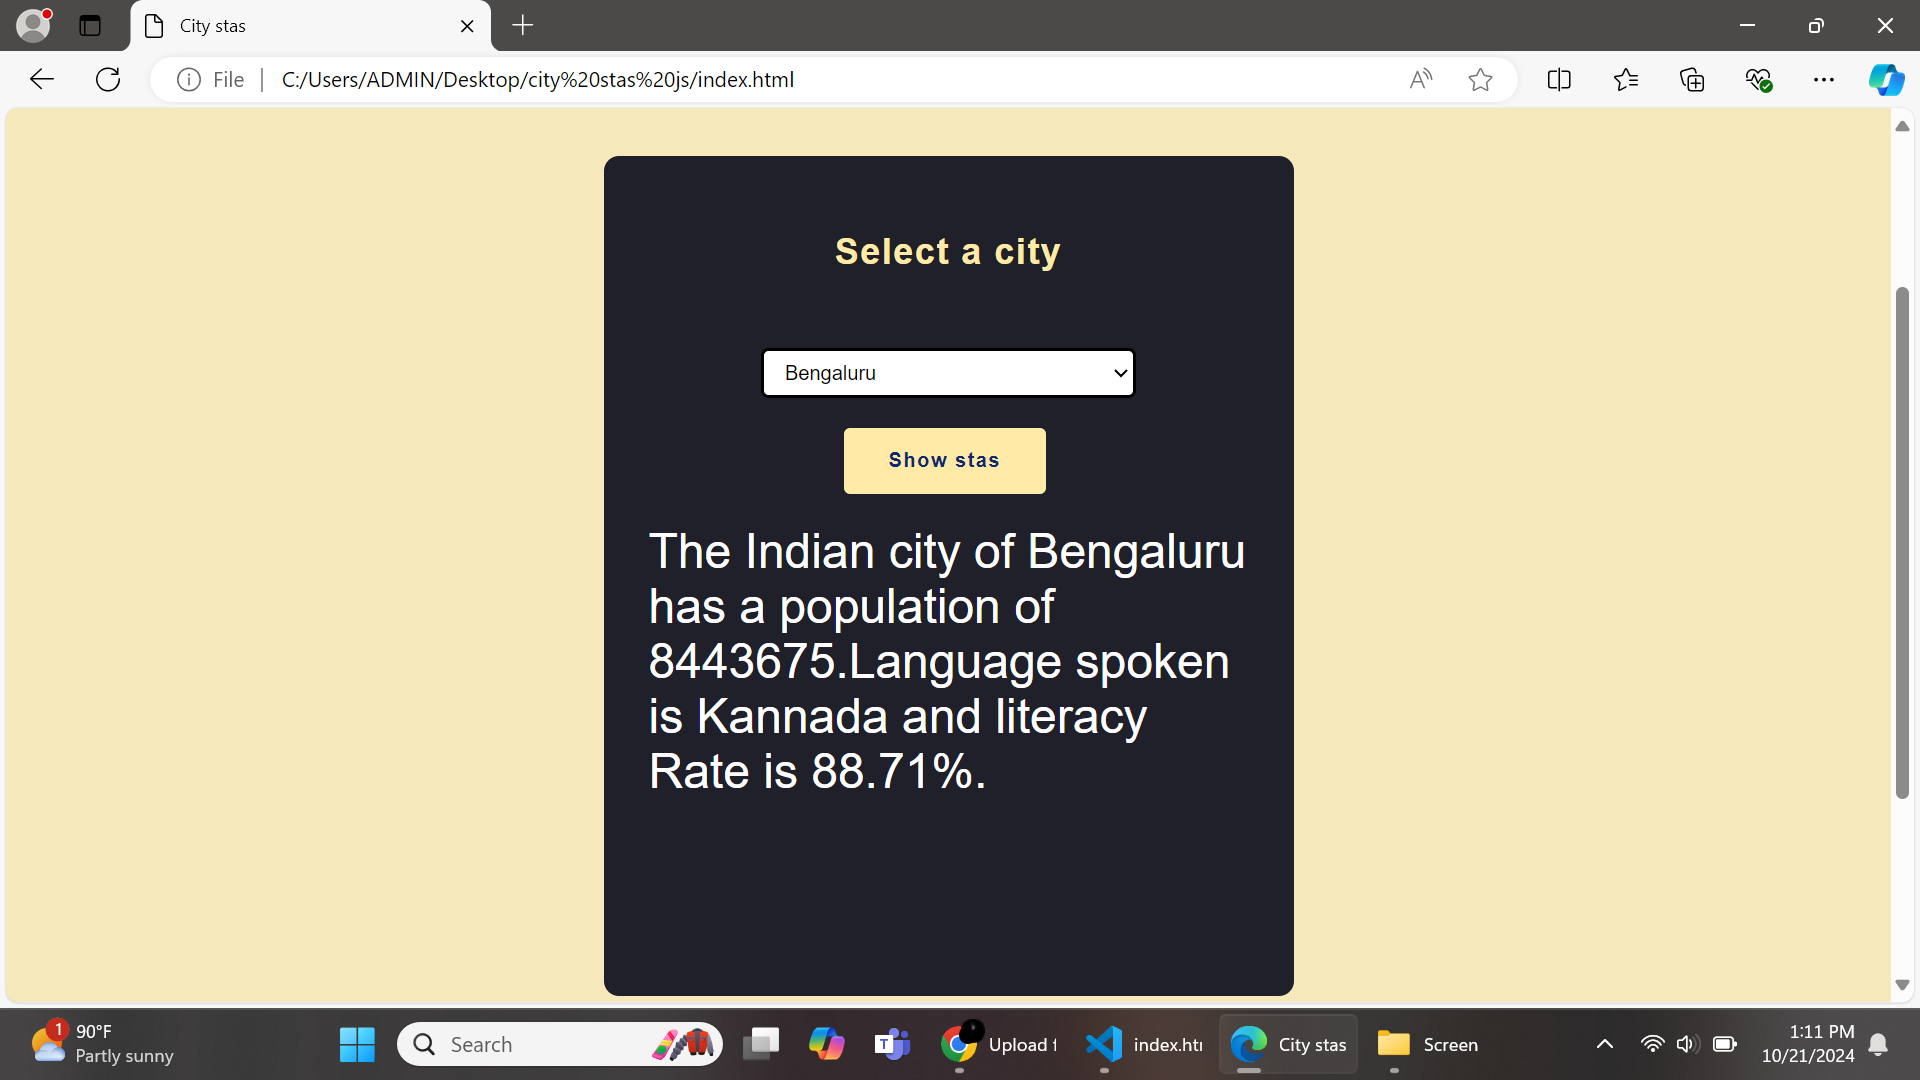 City stas
File
C:/Users/ADMIN/Desktop/city%20stas%20js/index.html
Select a city
Bengaluru
Show stas
The Indian city of Bengaluru
has a population of
8443675.Language spoken
is Kannada and literacy
Rate is 88.71%.
1
90°F
Partly sunny
Search
T
Upload f
index.htr
City stas
Screen
1:11 PM
10/21/2024